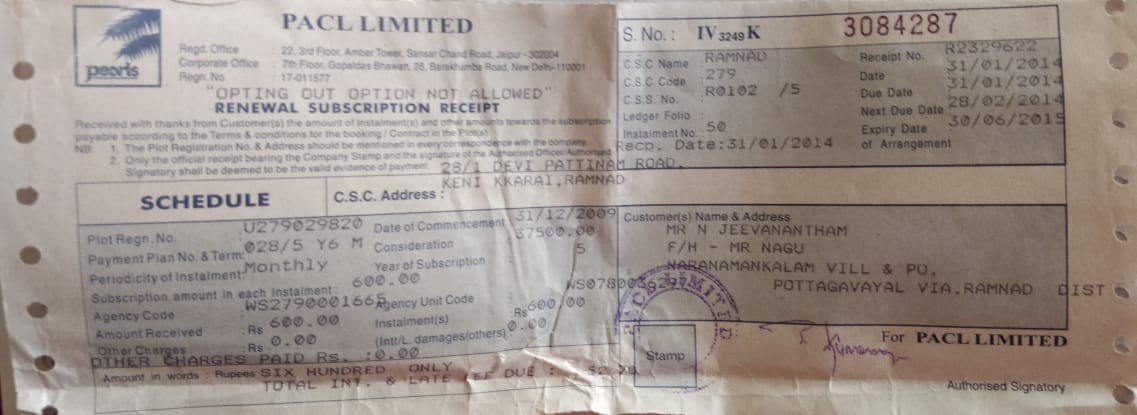 pearls
PACL LIMITED
Regd. Office : 22, 3rd Floor, Amber Tower, Sansar Chand Road, Jaipur - 302004
Corporate Office : 7th Floor, Gopaldas Bhawan, 28, Barakhamba Road, New Delhi-110001
Regn. No. : 17-011577
"OPTING OUT OPTION NOT ALLOWED"
RENEWAL SUBSCRIPTION RECEIPT
Received with thanks from Customer(s) the amount of Instalment(s) and other amounts towards the subscription
payable according to the Terms & conditions for the booking / Contract in the Plot(s)
NB: 1. The Plot Registration No. & Address should be mentioned in every correspondence with the company.
2. Only the official receipt bearing the Company Stamp and the signature of the Authorised Officer/Authorised
Signatory shall be deemed to be the valid evidence of payment.
S. No. : IV 3249 K 3084287
C.S.C Name : RAMNAD
C.S.C Code : 279
C.S.S. No. : R0102 /5
Ledger Folio :
Instalment No. : 50
Recp. Date:31/01/2014
Receipt No. R2329622
Date 31/01/2014
Due Date 31/01/2014
Next Due Date 28/02/2014
Expiry Date of Arrangement : 30/06/2015
SCHEDULE
C.S.C. Address : 28/1 DEVI PATTINAM ROAD,
KENI KKARAI,RAMNAD
Plot Regn. No. : U279029820
Payment Plan No. & Term : 028/5 Y6 M
Periodicity of Instalment : Monthly
Subscription amount in each Instalment : 600.00
Agency Code : WS2790001665
Amount Received : Rs 600.00
Other Charges : Rs 0.00
OTHER CHARGES PAID RS. :0.00
Amount in words : Rupees SIX HUNDRED ONLY
TOTAL INT. & LATE FEE DUE :
Date of Commencement : 31/12/2009
Consideration : 37500.00
Year of Subscription : 5
Agency Unit Code
Instalment(s) : Rs 600/00
(Intt/L. damages/others) 0.00
Customer(s) Name & Address
MR N JEEVANANTHAM
F/H - MR NAGU
NARANAMANKALAM VILL & PO,
POTTAGAVAYAL VIA,RAMNAD DIST
Stamp
For PACL LIMITED
Authorised Signatory